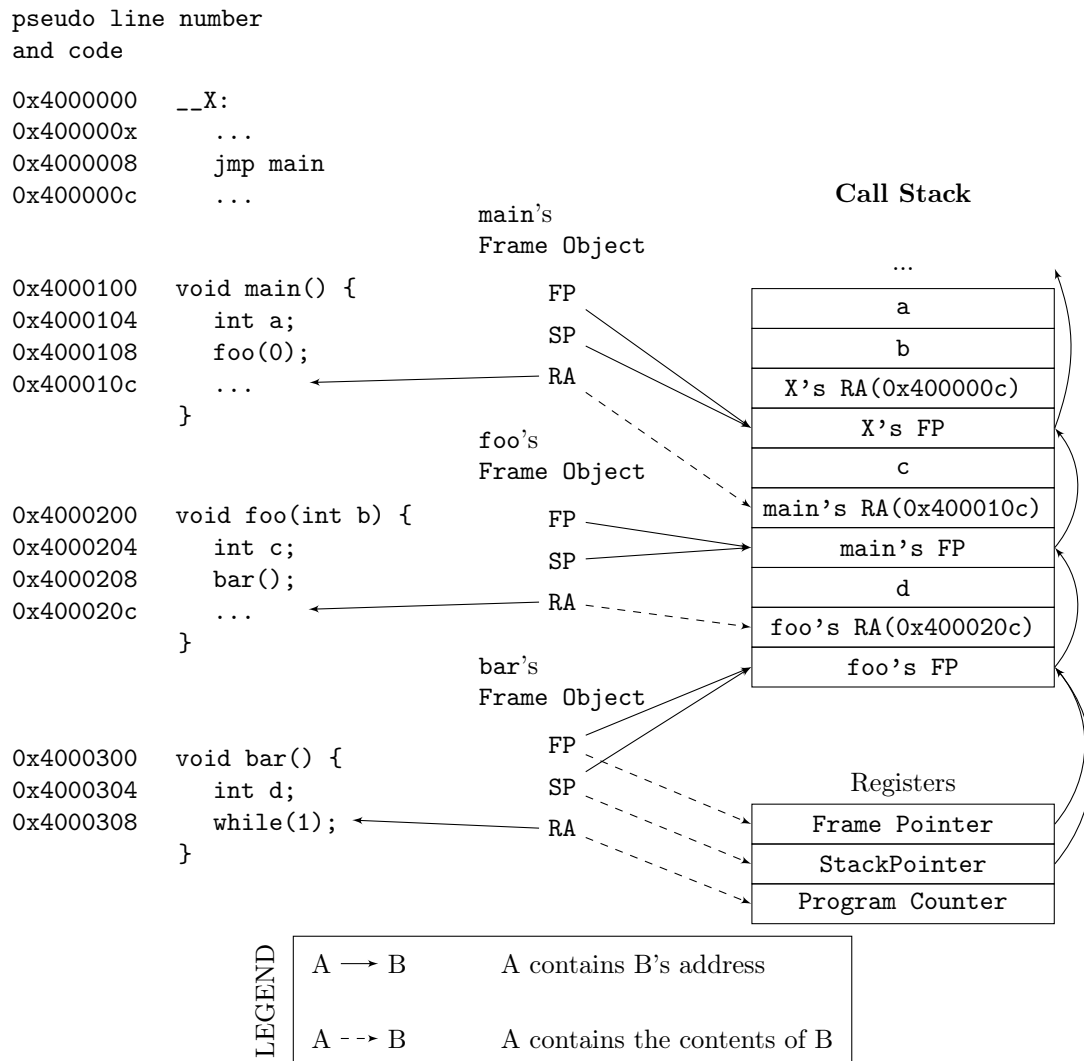 pseudo line number
and code
0x4000000 __X:
0x400000x ...
0x4000008 jmp main
0x400000c ...
main's
Frame Object
0x4000100 void main() {
0x4000104 int a;
0x4000108 foo(0);
0x400010c ...
}
FP
SP
RA
foo's
Frame Object
0x4000200 void foo(int b) {
0x4000204 int c;
0x4000208 bar();
0x400020c ...
}
FP
SP
RA
bar's
Frame Object
0x4000300 void bar() {
0x4000304 int d;
0x4000308 while(1);
}
FP
SP
RA
Call Stack
...
a
b
X's RA(0x400000c)
X's FP
c
main's RA(0x400010c)
main's FP
d
foo's RA(0x400020c)
foo's FP
Registers
Frame Pointer
StackPointer
Program Counter
LEGEND
A B A contains B's address
A B A contains the contents of B